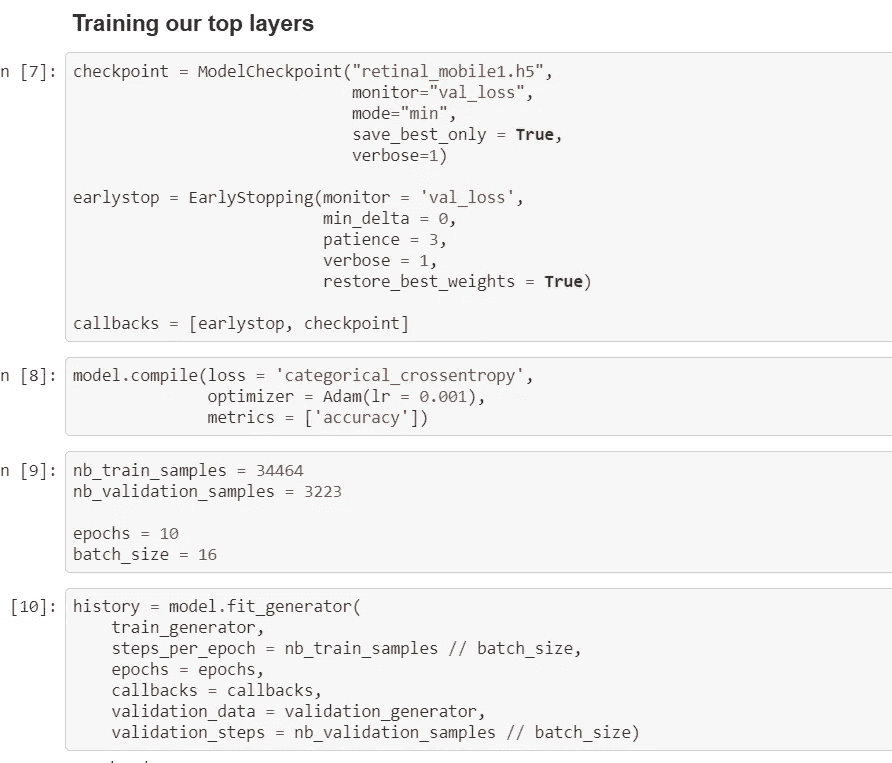 Training our top layers
n [7]: checkpoint = ModelCheckpoint("retinal_mobile1.h5",
monitor="val_loss",
mode="min",
save_best_only = True,
verbose=1)
earlystop = EarlyStopping(monitor = 'val_loss',
min_delta = 0,
patience = 3,
verbose = 1,
restore_best_weights = True)
callbacks = [earlystop, checkpoint]
n [8]: model.compile(loss = 'categorical_crossentropy',
optimizer = Adam(lr = 0.001),
metrics = ['accuracy'])
n [9]: nb_train_samples = 34464
nb_validation_samples = 3223
epochs = 10
batch_size = 16
[10]: history = model.fit_generator(
train_generator,
steps_per_epoch = nb_train_samples // batch_size,
epochs = epochs,
callbacks = callbacks,
validation_data = validation_generator,
validation_steps = nb_validation_samples // batch_size)